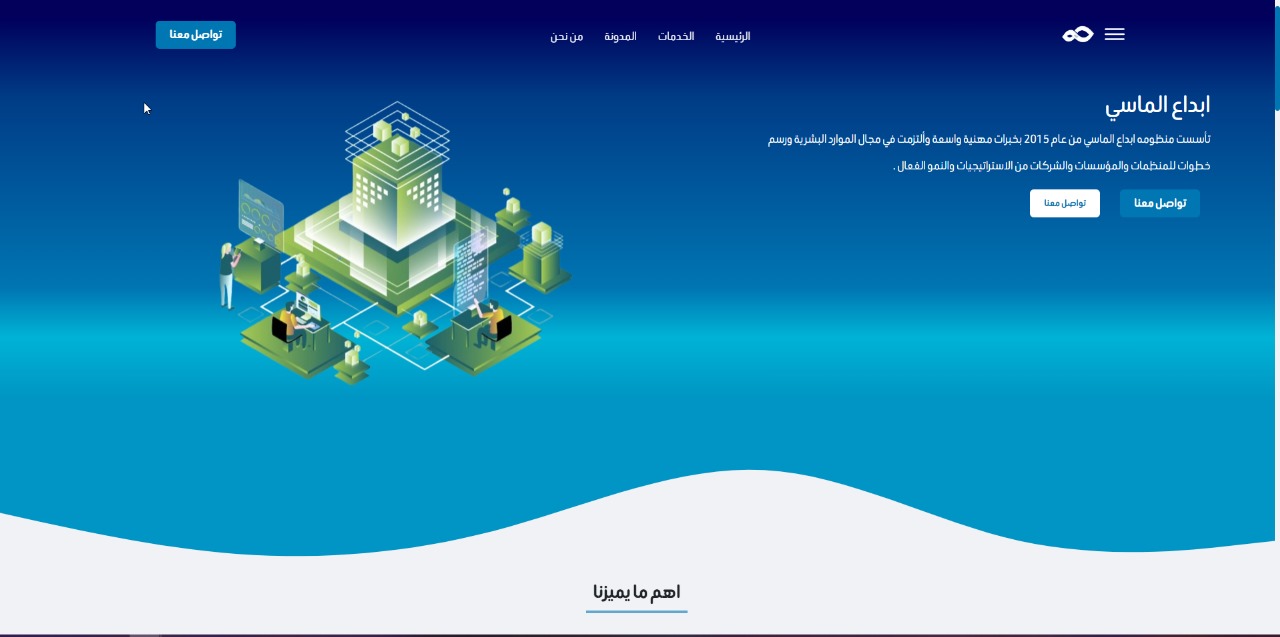 الرئيسية
الخدمات
المدونة
من نحن
تواصل معنا
ابداع الماسي
تأسست منظومه ابداع الماسي من عام 2015 بخبرات مهنية واسعة وألتزمت في مجال الموارد البشرية ورسم
خطوات للمنظمات والمؤسسات والشركات من الاستراتيجيات والنمو الفعال .
تواصل معنا
تواصل معنا
اهم ما يميزنا